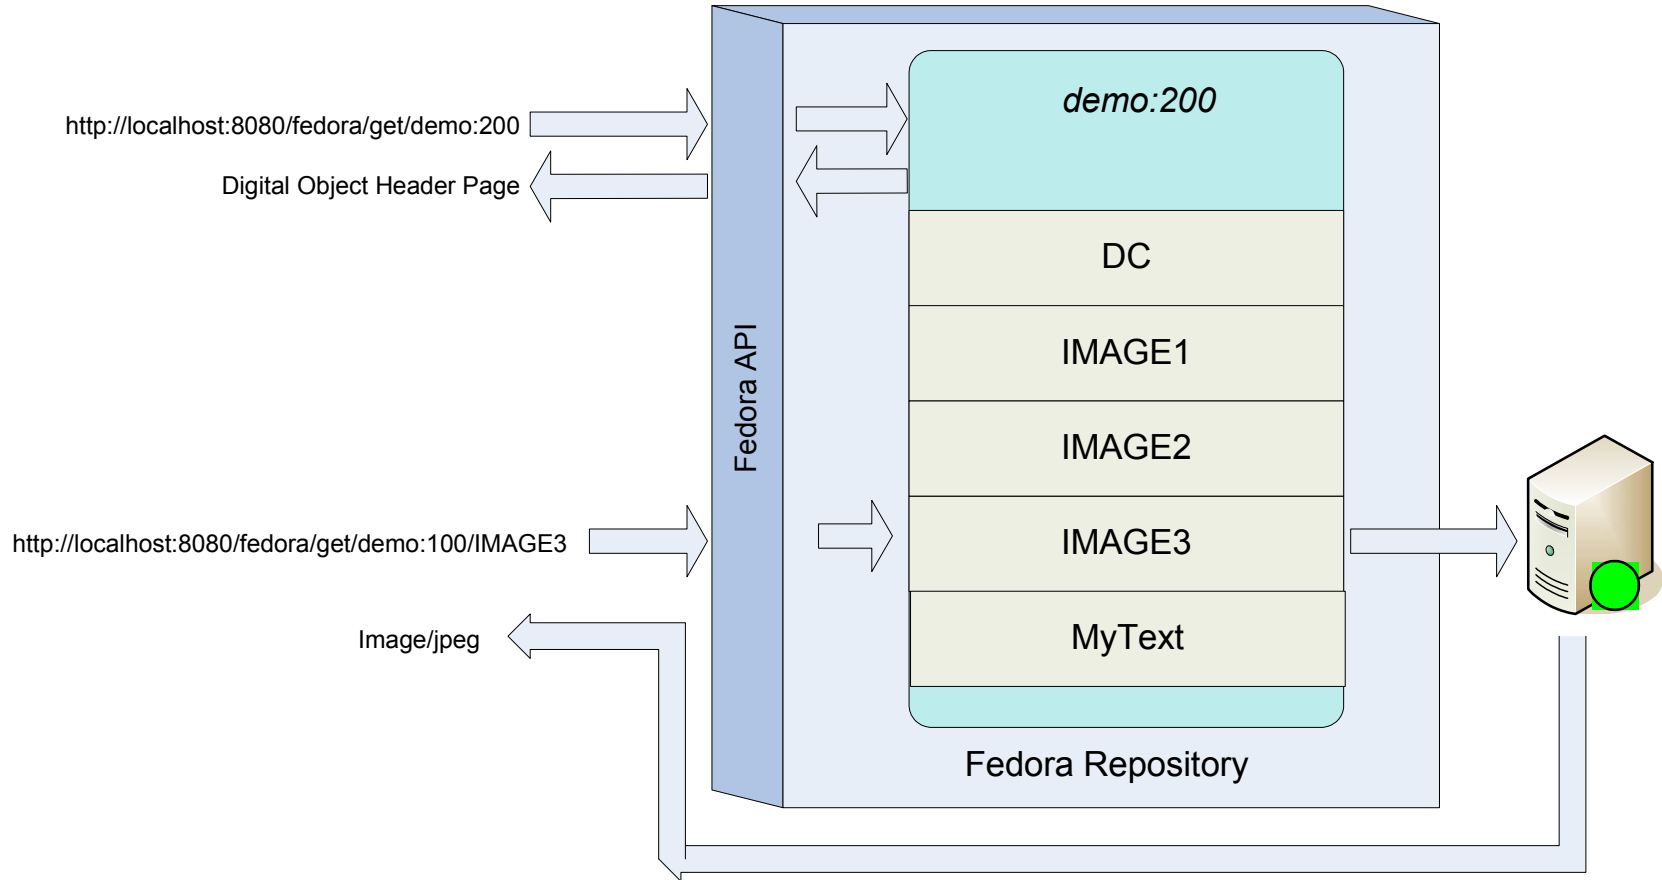 http://localhost:8080/fedora/get/demo:200
Digital Object Header Page
demo:200
DC
IMAGE1
IMAGE2
IMAGE3
MyText
Fedora API
http://localhost:8080/fedora/get/demo:100/IMAGE3
Image/jpeg
Fedora Repository